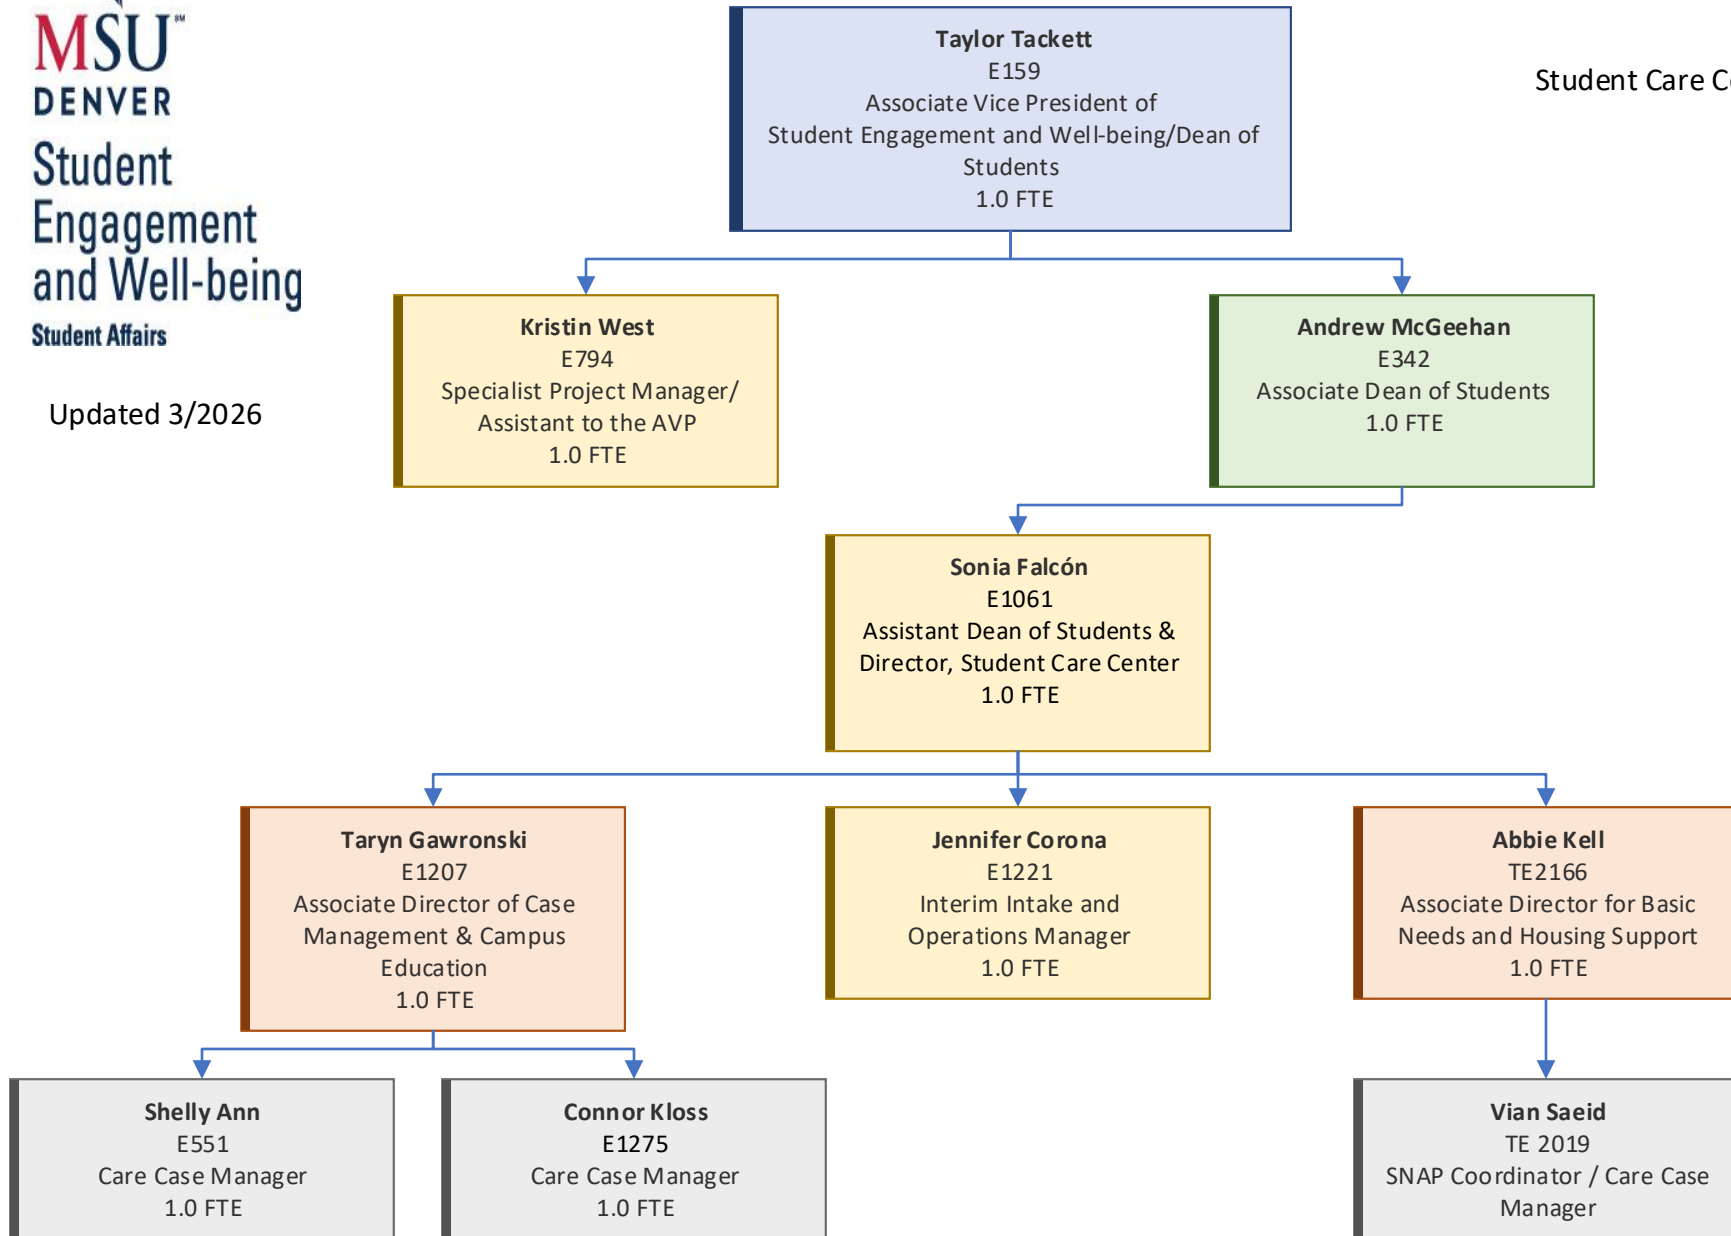 MSU℠
DENVER
Student
Engagement
and Well-being
Student Affairs
Updated 3/2026
Student Care
Taylor Tackett
E159
Associate Vice President of
Student Engagement and Well-being/Dean of
Students
1.0 FTE
Kristin West
E794
Specialist Project Manager/
Assistant to the AVP
1.0 FTE
Andrew McGeehan
E342
Associate Dean of Students
1.0 FTE
Sonia Falcón
E1061
Assistant Dean of Students &
Director, Student Care Center
1.0 FTE
Taryn Gawronski
E1207
Associate Director of Case
Management & Campus
Education
1.0 FTE
Jennifer Corona
E1221
Interim Intake and
Operations Manager
1.0 FTE
Abbie Kell
TE2166
Associate Director for Basic
Needs and Housing Support
1.0 FTE
Shelly Ann
E551
Care Case Manager
1.0 FTE
Connor Kloss
E1275
Care Case Manager
1.0 FTE
Vian Saeid
TE 2019
SNAP Coordinator / Care Case
Manager